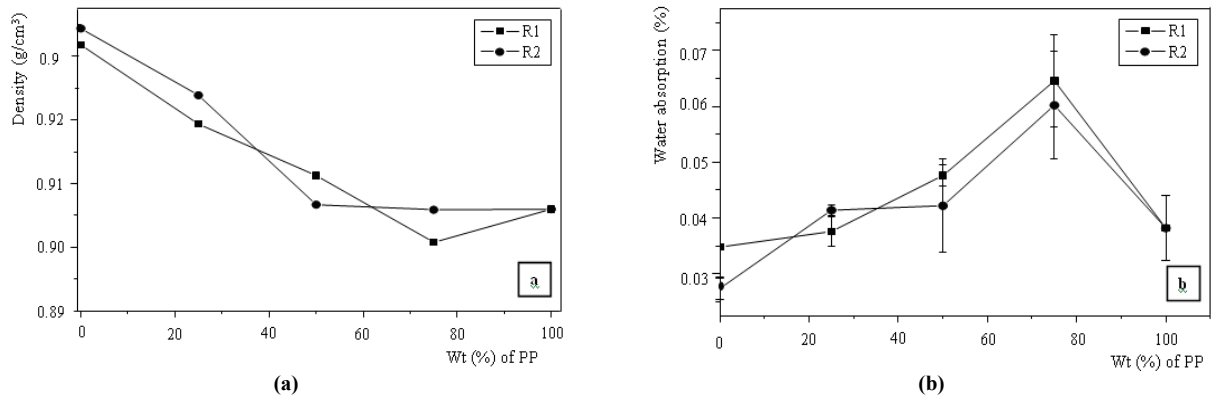 Density (g/cm³)
0.9
0.92
0.91
0.90
0.89
0
20
40
60
80
100
Wt (%) of PP
R1
R2
a
(a)
Water absorption (%)
0.07
0.06
0.05
0.04
0.03
0
20
40
60
80
100
Wt (%) of PP
R1
R2
b
(b)